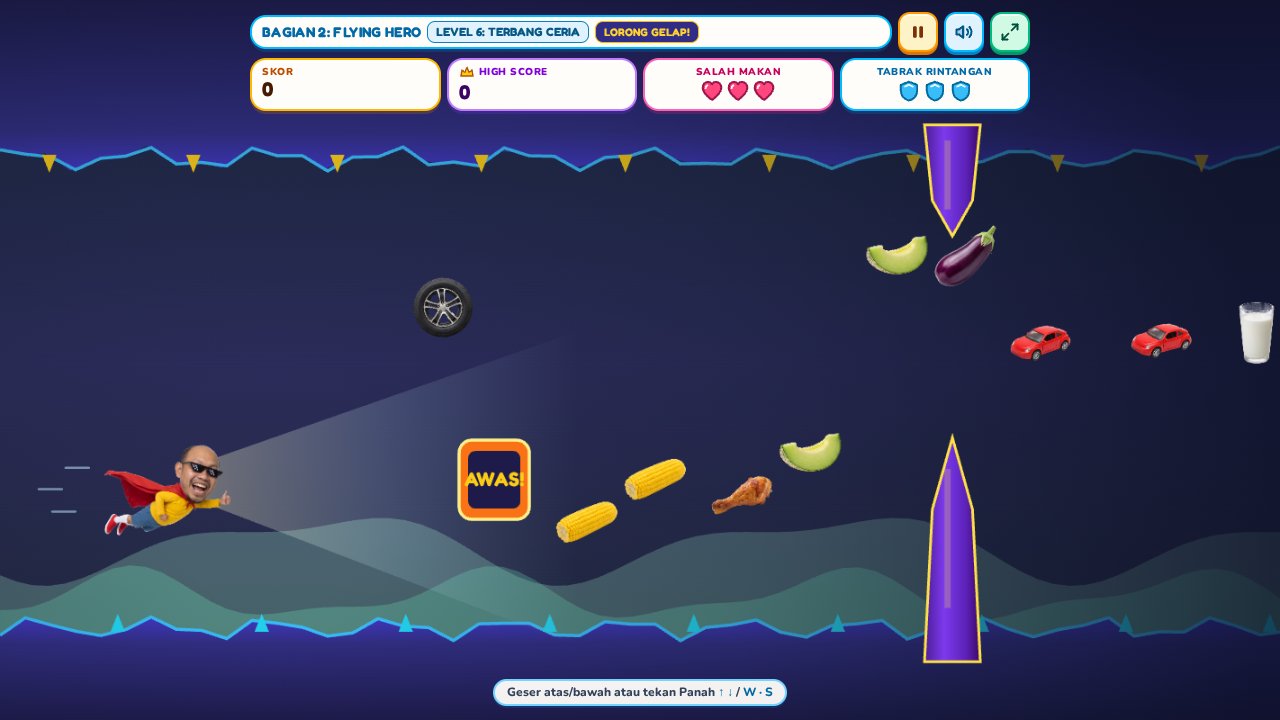 BAGIAN 2: FLYING HERO
LEVEL 6: TERBANG CERIA
LORONG GELAP!
SKOR
0
HIGH SCORE
0
SALAH MAKAN
TABRAK RINTANGAN
AWAS!
Geser atas/bawah atau tekan Panah ↑ ↓ / W · S